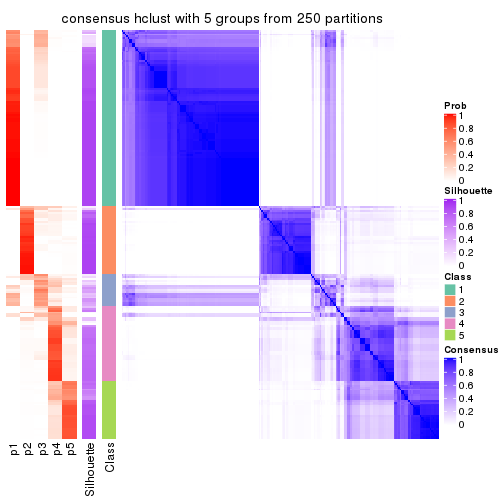 consensus hclust with 5 groups from 250 partitions
Prob
1
0.8
0.6
0.4
0.2
0
Silhouette
1
0.8
0.6
0.4
0.2
0
Class
1
2
3
4
5
Consensus
1
0.8
0.6
0.4
0.2
0
p1
p2
p3
p4
p5
Silhouette
Class